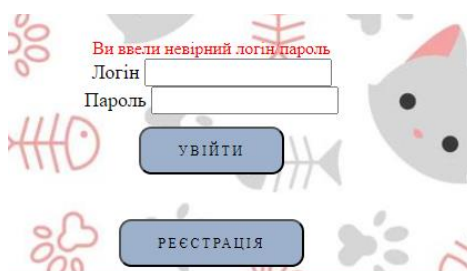 Ви ввели невірний логін/пароль
Логін
Пароль
УВІЙТИ
РЕЄСТРАЦІЯ